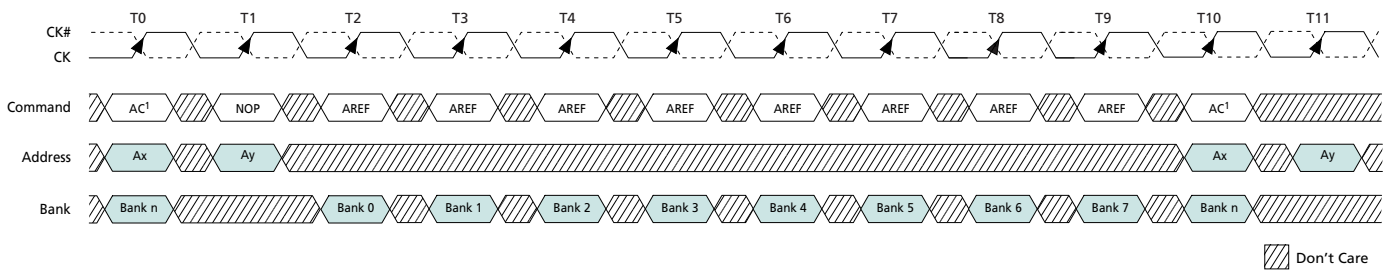 T0 T1 T2 T3 T4 T5 T6 T7 T8 T9 T10 T11
CK#
CK
Command AC1 NOP AREF AREF AREF AREF AREF AREF AREF AREF AC1
Address Ax Ay Ax Ay
Bank Bank n Bank 0 Bank 1 Bank 2 Bank 3 Bank 4 Bank 5 Bank 6 Bank 7 Bank n
Don't Care